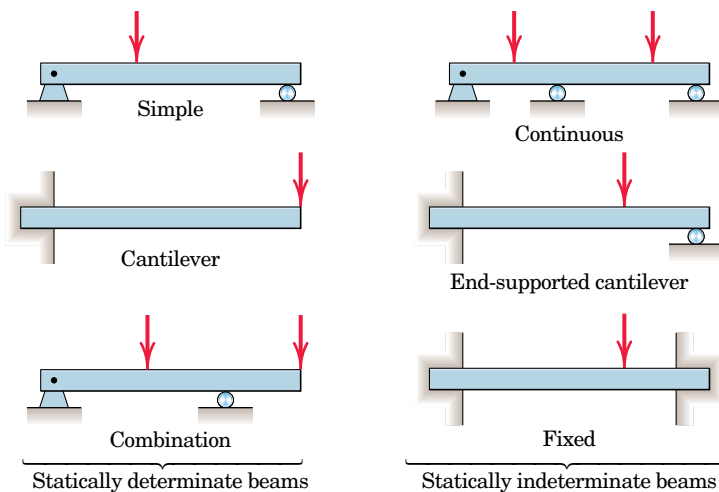 Simple
Continuous
Cantilever
End-supported cantilever
Combination
Fixed
Statically determinate beams
Statically indeterminate beams